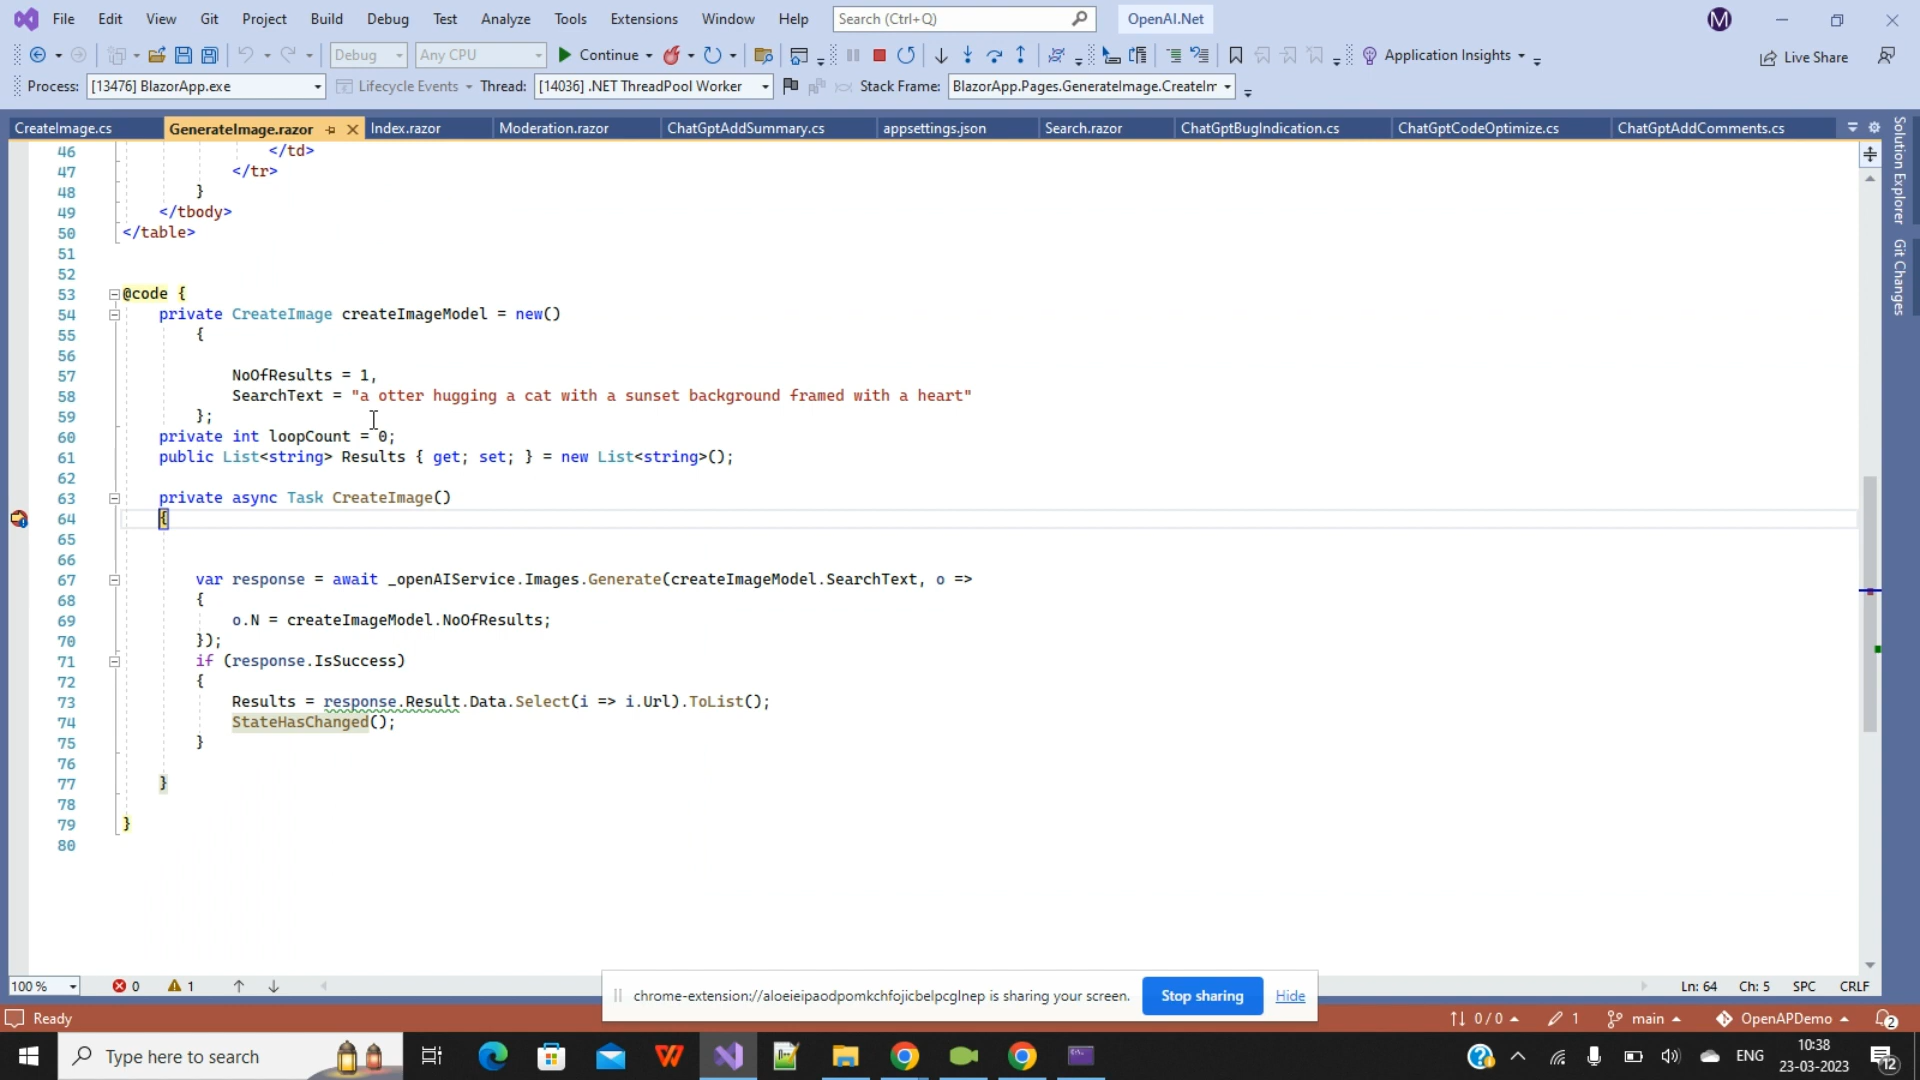 File Edit View Git Project Build Debug Test Analyze Tools Extensions Window Help Search (Ctrl+Q) OpenAI.Net M
Debug Any CPU Continue Application Insights Live Share
Process: [13476] BlazorApp.exe Lifecycle Events Thread: [14036] .NET ThreadPool Worker Stack Frame: BlazorApp.Pages.GenerateImage.CreateIm
CreateImage.cs GenerateImage.razor Index.razor Moderation.razor ChatGptAddSummary.cs appsettings.json Search.razor ChatGptBugIndication.cs ChatGptCodeOptimize.cs ChatGptAddComments.cs
Solution Explorer
Git Changes
46 </td>
47 </tr>
48 }
49 </tbody>
50 </table>
51
52
53 @code {
54 private CreateImage createImageModel = new()
55 {
56
57 NoOfResults = 1,
58 SearchText = "a otter hugging a cat with a sunset background framed with a heart"
59 };
60 private int loopCount = 0;
61 public List<string> Results { get; set; } = new List<string>();
62
63 private async Task CreateImage()
64 {
65
66
67 var response = await _openAIService.Images.Generate(createImageModel.SearchText, o =>
68 {
69 o.N = createImageModel.NoOfResults;
70 });
71 if (response.IsSuccess)
72 {
73 Results = response.Result.Data.Select(i => i.Url).ToList();
74 StateHasChanged();
75 }
76
77 }
78
79 }
80
100 % 0 1 Ln: 64 Ch: 5 SPC CRLF
chrome-extension://aloeieipaodpomkchfojicbelpcglnep is sharing your screen. Stop sharing Hide
Ready 0 / 0 1 main OpenAPDemo 2
Type here to search ENG 10:38
23-03-2023 12